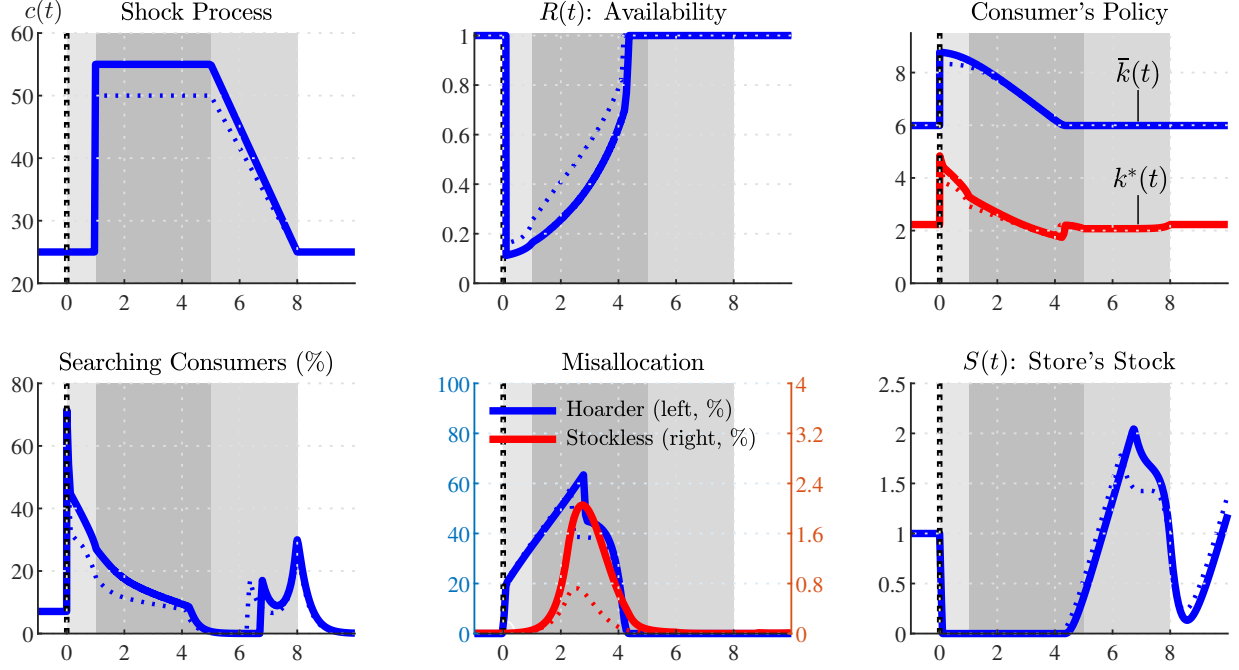 c(t) Shock Process
60
50
40
30
20
0 2 4 6 8
R(t): Availability
1
0.8
0.6
0.4
0.2
0
0 2 4 6 8
Consumer's Policy
8
6
4
2
0
k̄(t)
k*(t)
0 2 4 6 8
Searching Consumers (%)
80
60
40
20
0
0 2 4 6 8
Misallocation
100
80
60
40
20
0
Hoarder (left, %)
Stockless (right, %)
4
3.2
2.4
1.6
0.8
0
0 2 4 6 8
S(t): Store's Stock
2.5
2
1.5
1
0.5
0
0 2 4 6 8